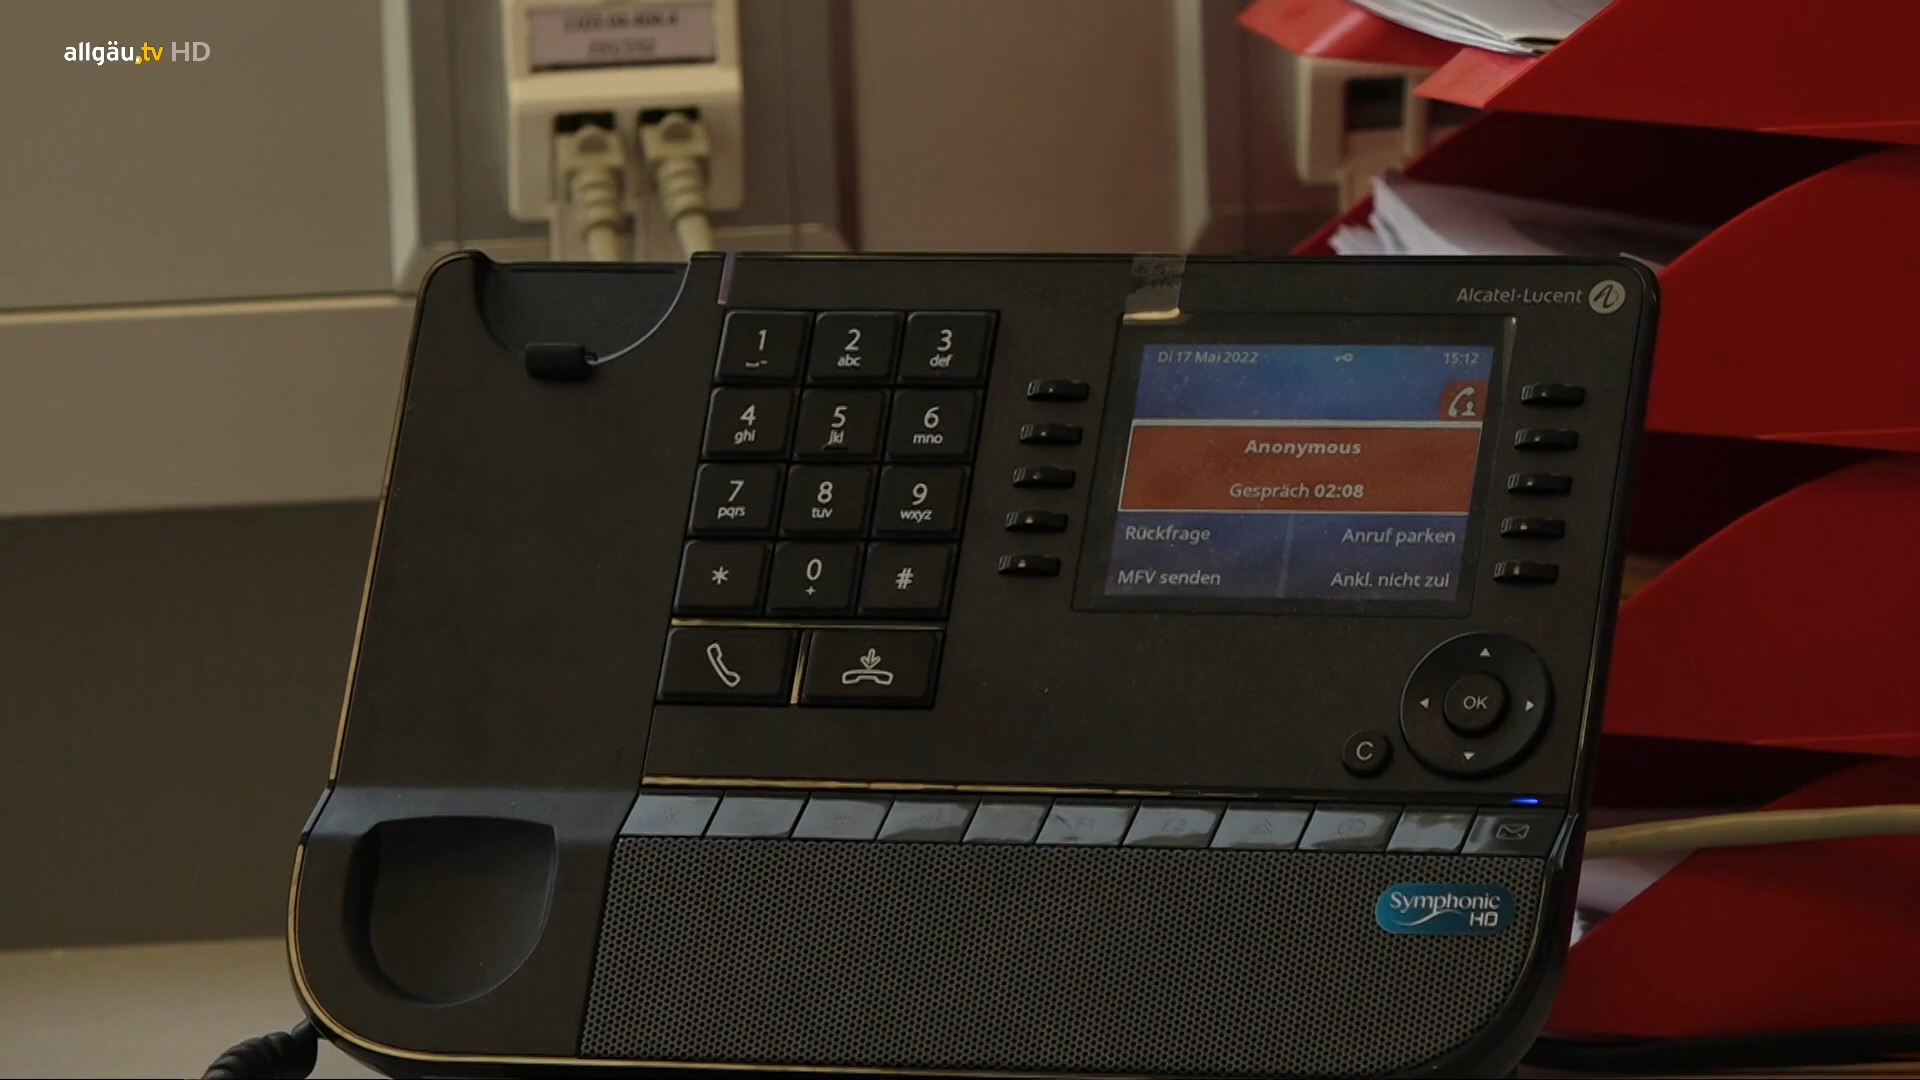 allgäu.tv HD
Alcatel-Lucent
Di 17 Mai 2022
15:12
Anonymous
Gespräch 02:08
Rückfrage
Anruf parken
MFV senden
Ankl. nicht zul
1
2
abc
3
def
4
ghi
5
jkl
6
mno
7
pqrs
8
tuv
9
wxyz
*
0
+
#
OK
C
Symphonic
HD